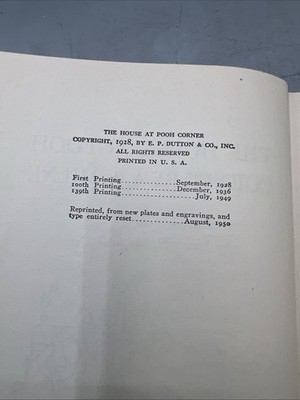 THE HOUSE AT POOH CORNER
COPYRIGHT, 1928, BY E. P. DUTTON & CO., INC.
ALL RIGHTS RESERVED
PRINTED IN U. S. A.
First Printing..............September, 1928
100th Printing..............December, 1936
139th Printing...................July, 1949
Reprinted, from new plates and engravings, and
type entirely reset................August, 1950